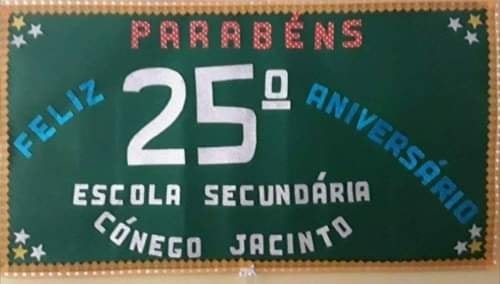 PARABÉNS
FELIZ 25º ANIVERSÁRIO
ESCOLA SECUNDÁRIA
CÓNEGO JACINTO